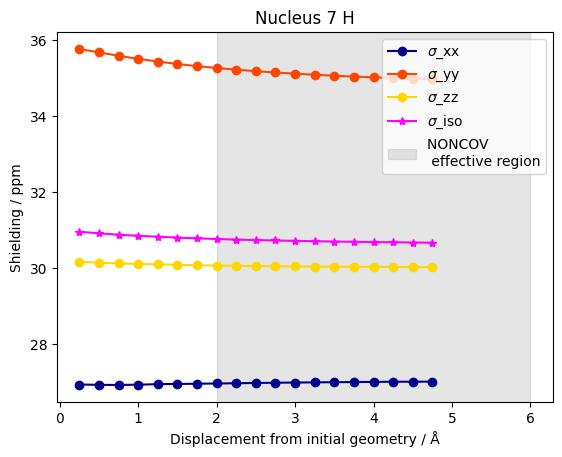 Nucleus 7 H
36
34
32
30
28
Shielding / ppm
σ_xx
σ_yy
σ_zz
σ_iso
NONCOV
effective region
0 1 2 3 4 5 6
Displacement from initial geometry / Å